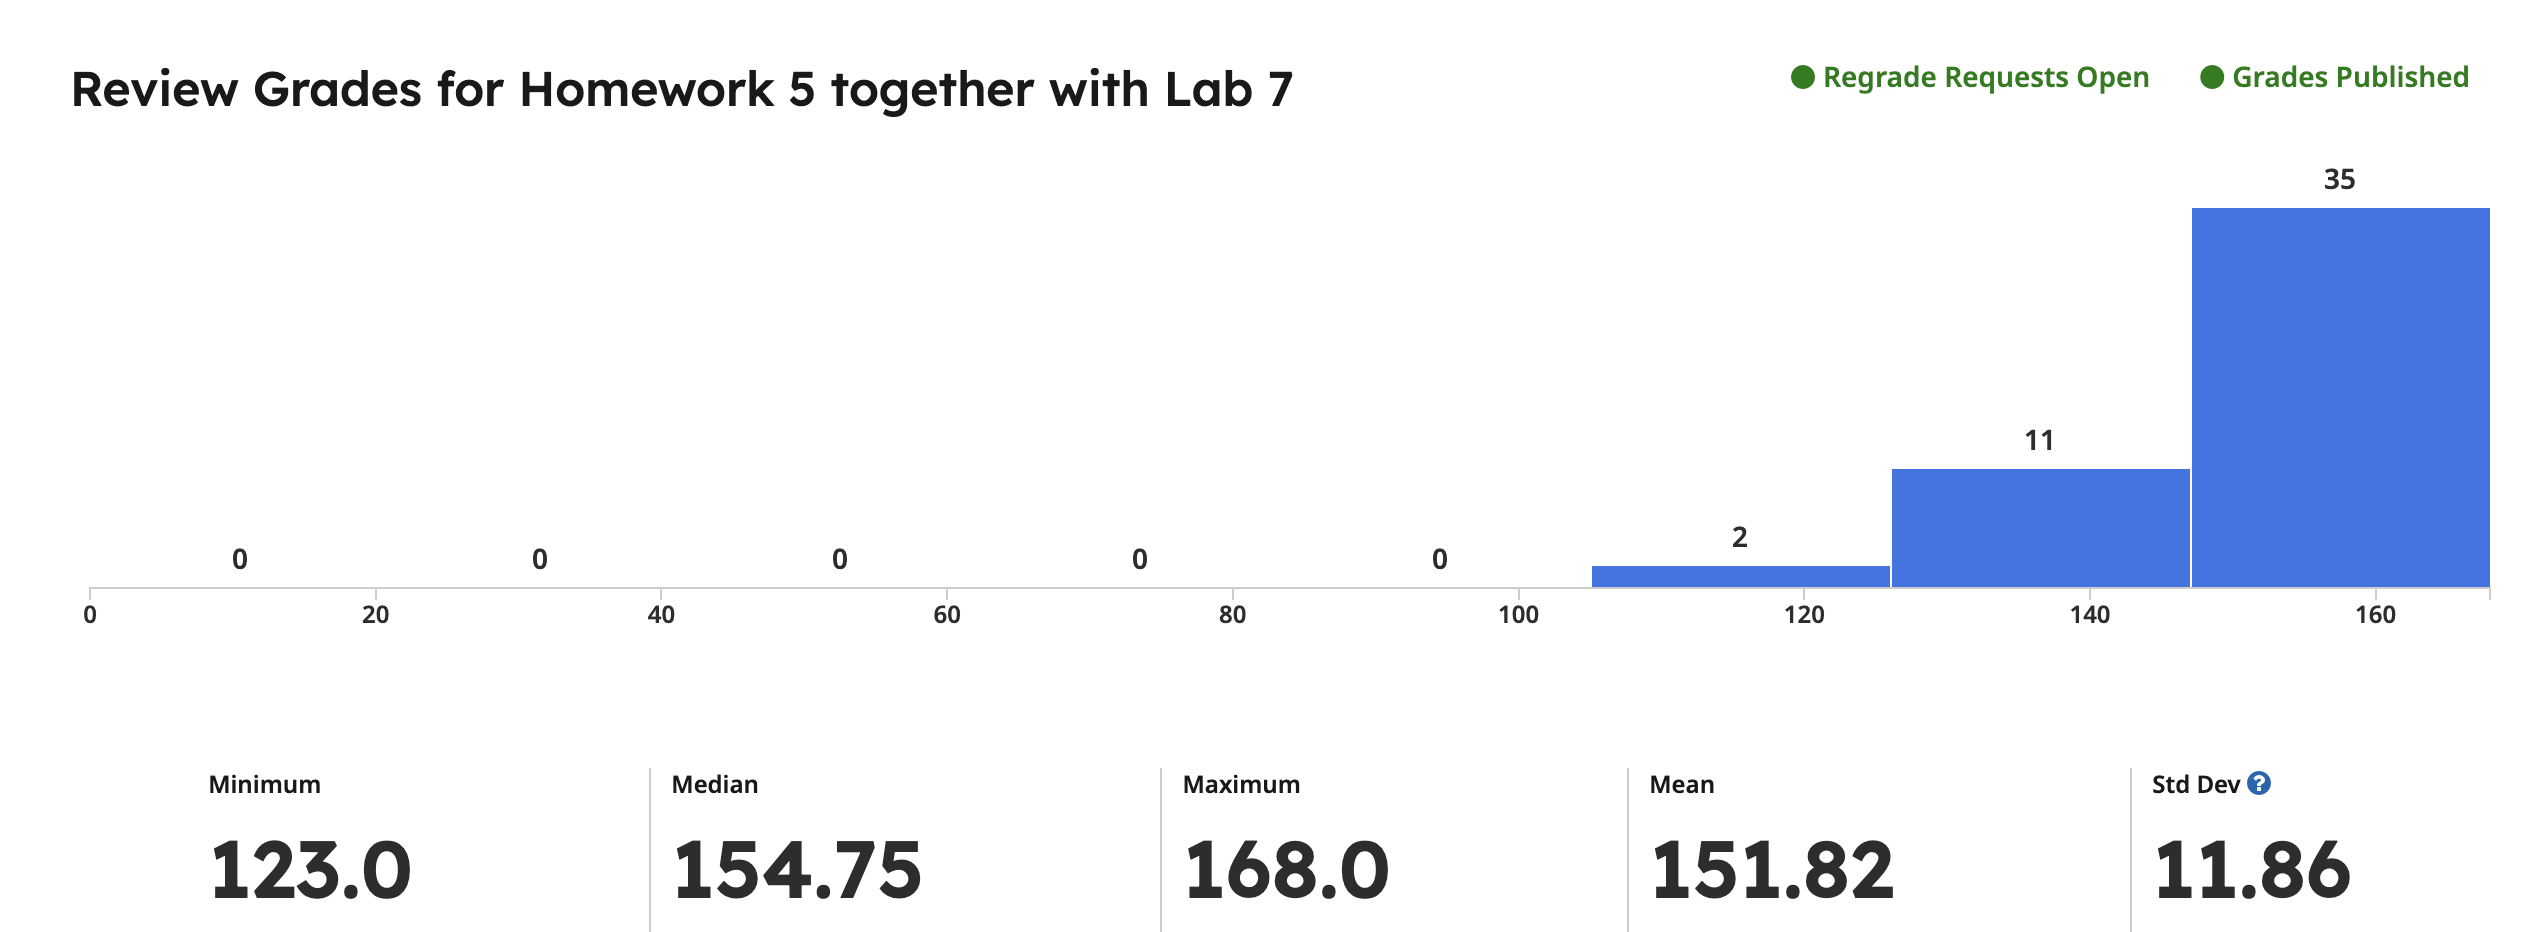 Review Grades for Homework 5 together with Lab 7
Regrade Requests Open
Grades Published
35
11
2
0 0 0 0 0
0 20 40 60 80 100 120 140 160
Minimum
123.0
Median
154.75
Maximum
168.0
Mean
151.82
Std Dev ?
11.86